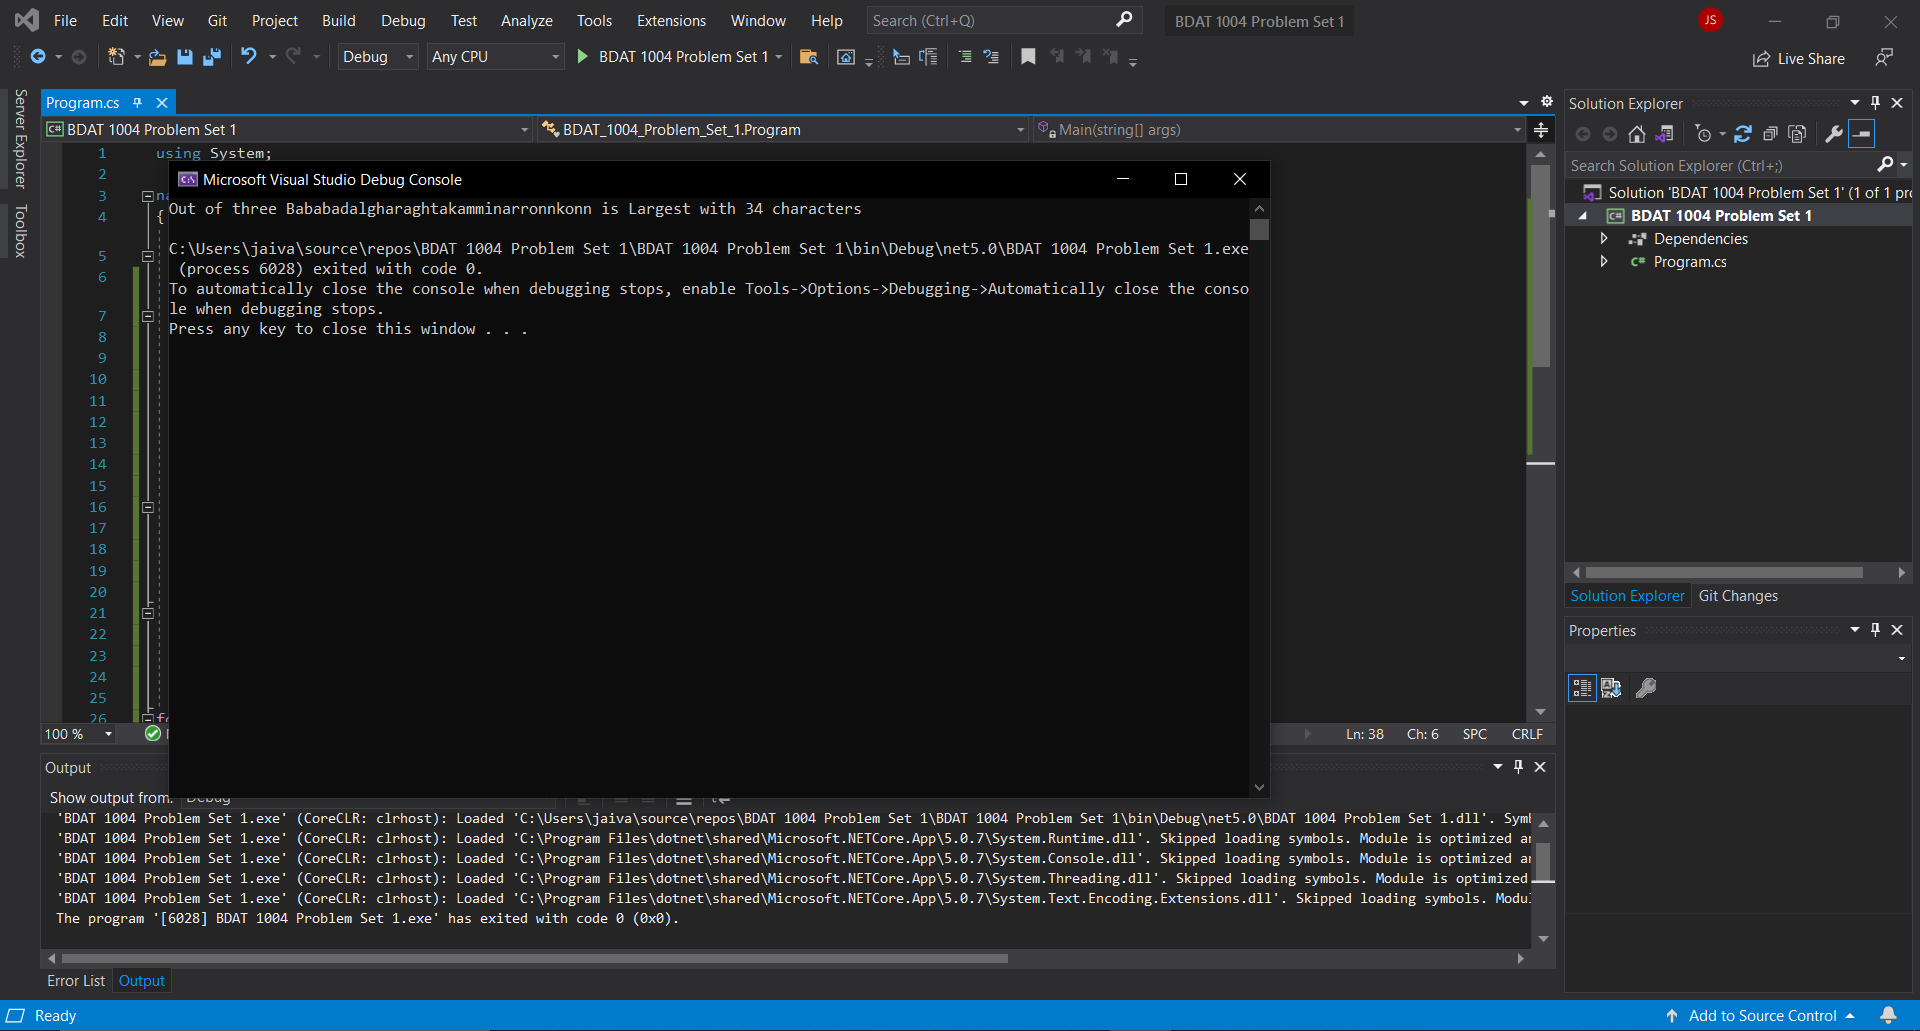 File Edit View Git Project Build Debug Test Analyze Tools Extensions Window Help Search (Ctrl+Q) BDAT 1004 Problem Set 1 JS
Debug Any CPU BDAT 1004 Problem Set 1 Live Share
Server Explorer
Toolbox
Program.cs
BDAT 1004 Problem Set 1 BDAT_1004_Problem_Set_1.Program Main(string[] args)
1 using System;
2
3
4 {
5
6
7
8
9
10
11
12
13
14
15
16
17
18
19
20
21
22
23
24
25
26
Microsoft Visual Studio Debug Console
Out of three Bababadalgharaghtakamminarronnkonn is Largest with 34 characters
C:\Users\jaiva\source\repos\BDAT 1004 Problem Set 1\BDAT 1004 Problem Set 1\bin\Debug\net5.0\BDAT 1004 Problem Set 1.exe
(process 6028) exited with code 0.
To automatically close the console when debugging stops, enable Tools->Options->Debugging->Automatically close the conso
le when debugging stops.
Press any key to close this window . . .
100 % Ln: 38 Ch: 6 SPC CRLF
Output
Show output from: Debug
'BDAT 1004 Problem Set 1.exe' (CoreCLR: clrhost): Loaded 'C:\Users\jaiva\source\repos\BDAT 1004 Problem Set 1\BDAT 1004 Problem Set 1\bin\Debug\net5.0\BDAT 1004 Problem Set 1.dll'. Symb
'BDAT 1004 Problem Set 1.exe' (CoreCLR: clrhost): Loaded 'C:\Program Files\dotnet\shared\Microsoft.NETCore.App\5.0.7\System.Runtime.dll'. Skipped loading symbols. Module is optimized an
'BDAT 1004 Problem Set 1.exe' (CoreCLR: clrhost): Loaded 'C:\Program Files\dotnet\shared\Microsoft.NETCore.App\5.0.7\System.Console.dll'. Skipped loading symbols. Module is optimized an
'BDAT 1004 Problem Set 1.exe' (CoreCLR: clrhost): Loaded 'C:\Program Files\dotnet\shared\Microsoft.NETCore.App\5.0.7\System.Threading.dll'. Skipped loading symbols. Module is optimized
'BDAT 1004 Problem Set 1.exe' (CoreCLR: clrhost): Loaded 'C:\Program Files\dotnet\shared\Microsoft.NETCore.App\5.0.7\System.Text.Encoding.Extensions.dll'. Skipped loading symbols. Modul
The program '[6028] BDAT 1004 Problem Set 1.exe' has exited with code 0 (0x0).
Error List Output
Solution Explorer
Search Solution Explorer (Ctrl+;)
Solution 'BDAT 1004 Problem Set 1' (1 of 1 pro
BDAT 1004 Problem Set 1
Dependencies
C# Program.cs
Solution Explorer Git Changes
Properties
Ready Add to Source Control